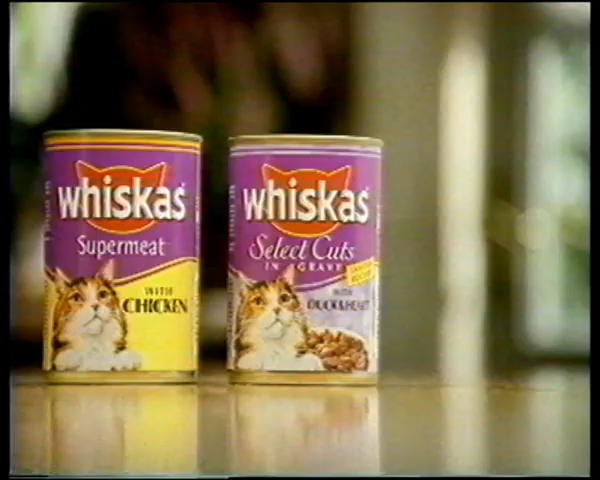 whiskas
Supermeat
WITH
CHICKEN
whiskas
Select Cuts
IN GRAVY
WITH
DUCK & HEART